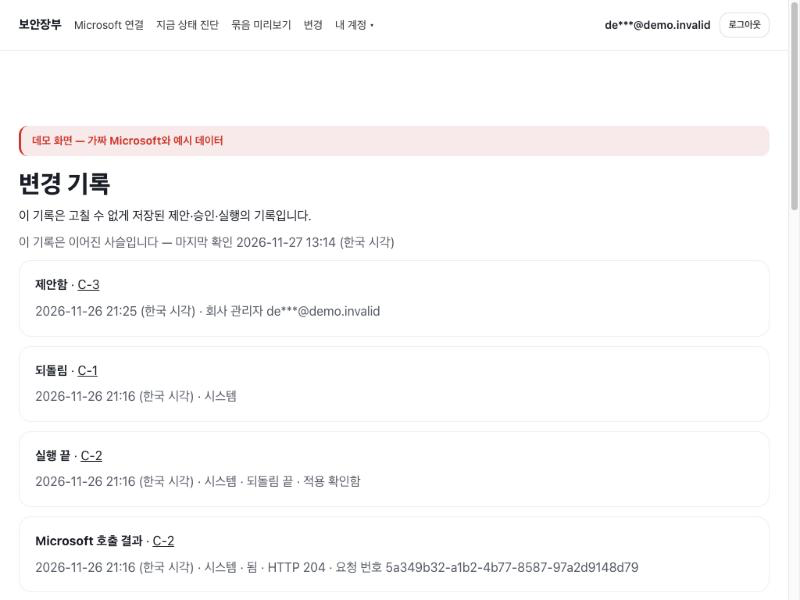 보안장부 Microsoft 연결 지금 상태 진단 묶음 미리보기 변경 내 계정 ▾ de***@demo.invalid 로그아웃
데모 화면 — 가짜 Microsoft와 예시 데이터
변경 기록
이 기록은 고칠 수 없게 저장된 제안·승인·실행의 기록입니다.
이 기록은 이어진 사슬입니다 — 마지막 확인 2026-11-27 13:14 (한국 시각)
제안함 · C-3
2026-11-26 21:25 (한국 시각) · 회사 관리자 de***@demo.invalid
되돌림 · C-1
2026-11-26 21:16 (한국 시각) · 시스템
실행 끝 · C-2
2026-11-26 21:16 (한국 시각) · 시스템 · 되돌림 끝 · 적용 확인함
Microsoft 호출 결과 · C-2
2026-11-26 21:16 (한국 시각) · 시스템 · 됨 · HTTP 204 · 요청 번호 5a349b32-a1b2-4b77-8587-97a2d9148d79